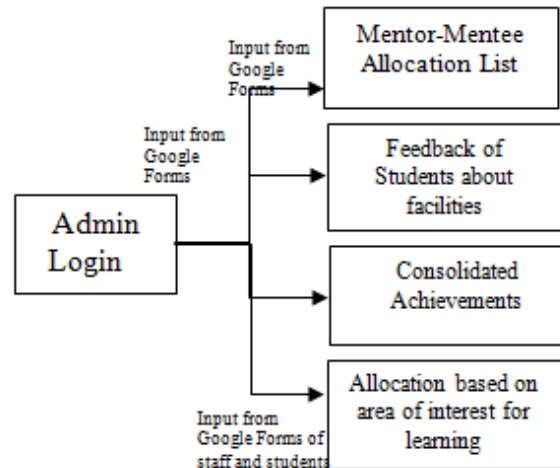 Input from
Google
Forms
Mentor-Mentee
Allocation List
Input from
Google
Forms
Feedback of
Students about
facilities
Admin
Login
Consolidated
Achievements
Allocation based on
area of interest for
learning
Input from
Google Forms of
staff and students